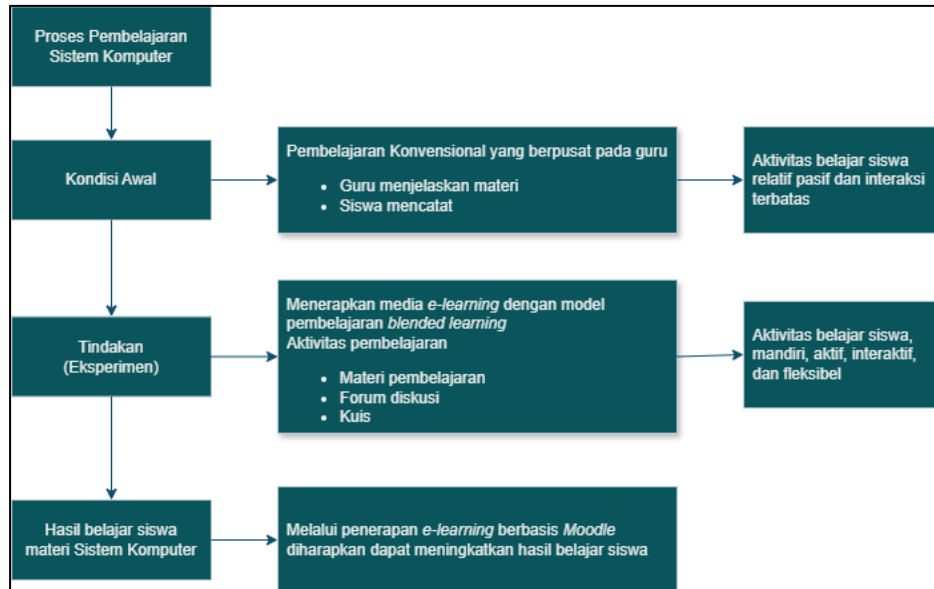 Proses Pembelajaran
Sistem Komputer
Kondisi Awal
Pembelajaran Konvensional yang berpusat pada guru
• Guru menjelaskan materi
• Siswa mencatat
Aktivitas belajar siswa
relatif pasif dan interaksi
terbatas
Tindakan
(Eksperimen)
Menerapkan media e-learning dengan model
pembelajaran blended learning
Aktivitas pembelajaran
• Materi pembelajaran
• Forum diskusi
• Kuis
Aktivitas belajar siswa,
mandiri, aktif, interaktif,
dan fleksibel
Hasil belajar siswa
materi Sistem Komputer
Melalui penerapan e-learning berbasis Moodle
diharapkan dapat meningkatkan hasil belajar siswa